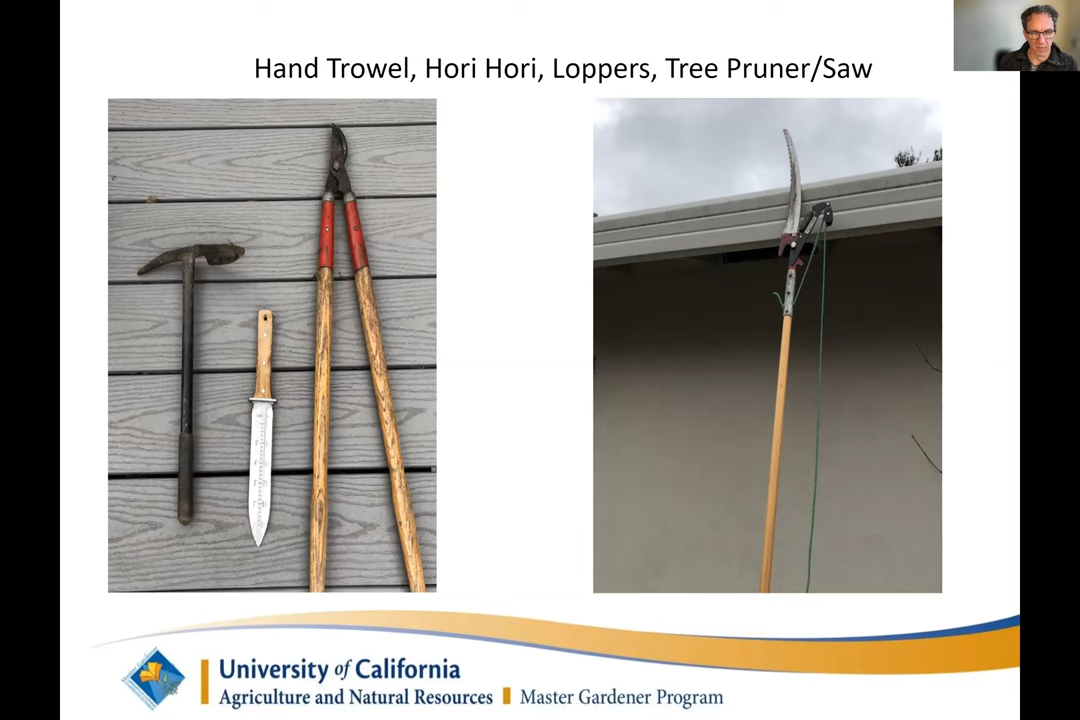 Hand Trowel, Hori Hori, Loppers, Tree Pruner/Saw
University of California
Agriculture and Natural Resources Master Gardener Program